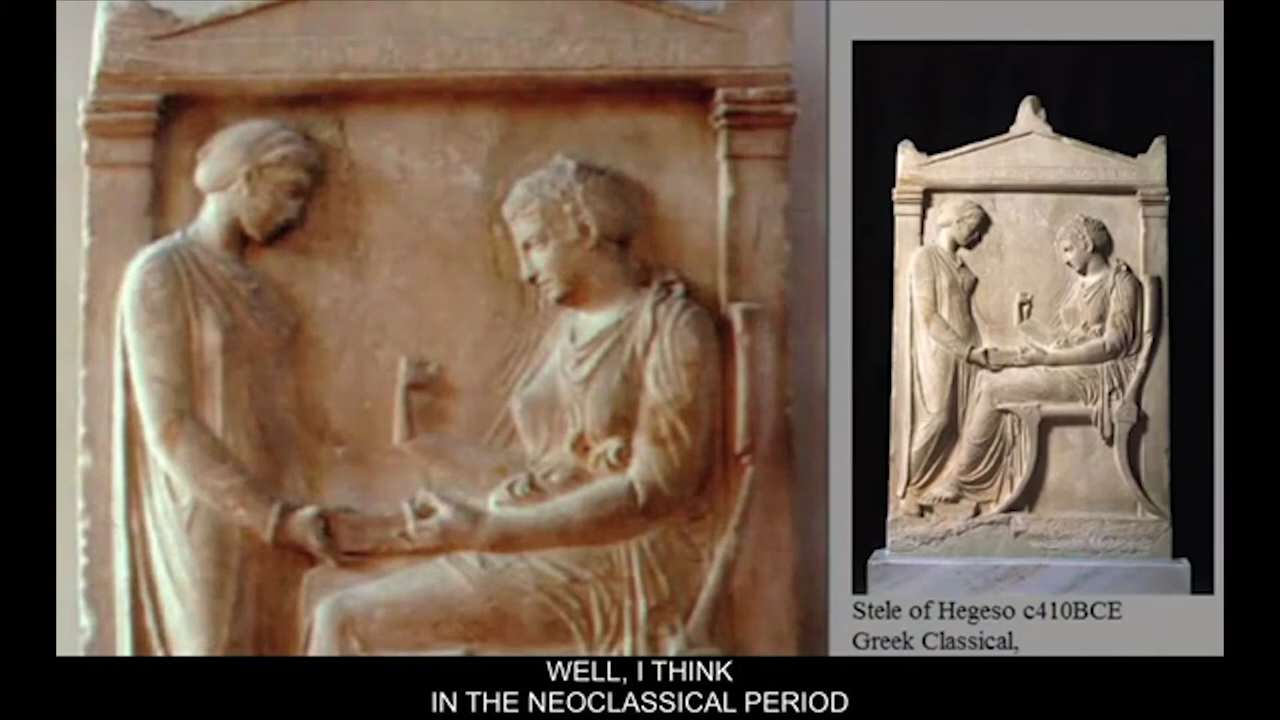 Stele of Hegeso c410BCE
Greek Classical,
WELL, I THINK
IN THE NEOCLASSICAL PERIOD